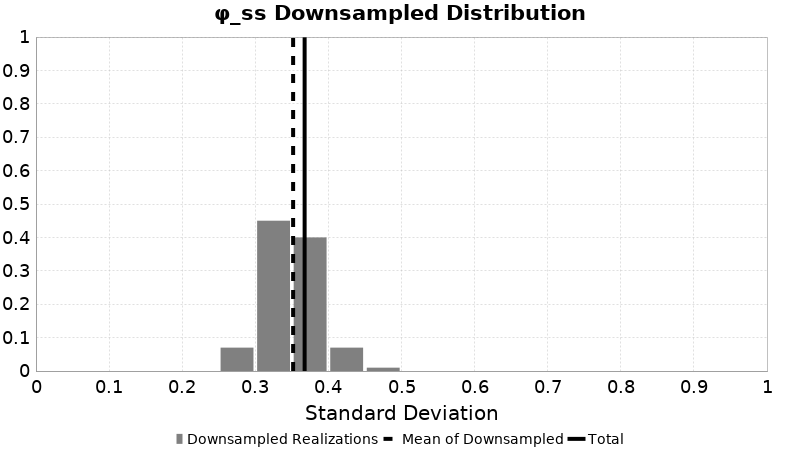 φ_ss Downsampled Distribution
1
0.9
0.8
0.7
0.6
0.5
0.4
0.3
0.2
0.1
0
0 0.1 0.2 0.3 0.4 0.5 0.6 0.7 0.8 0.9 1
Standard Deviation
Downsampled Realizations Mean of Downsampled Total